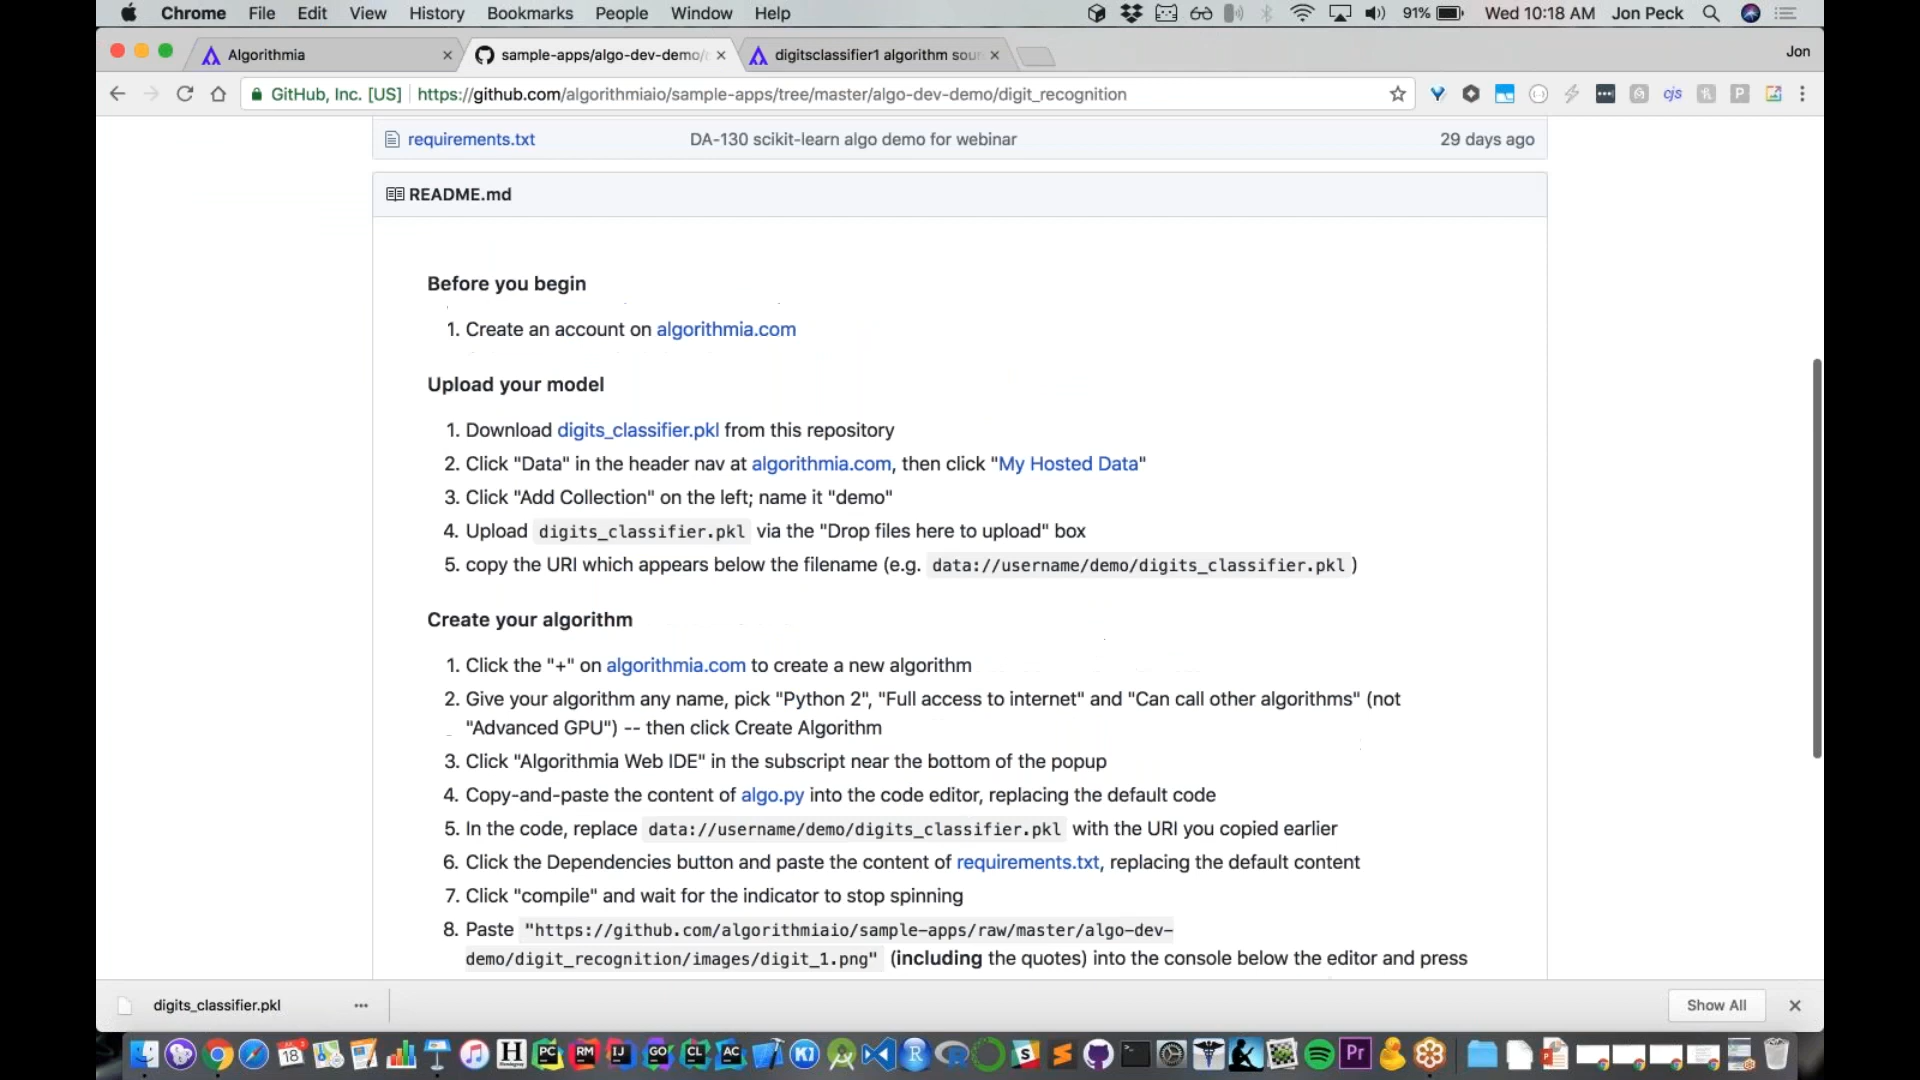 Chrome File Edit View History Bookmarks People Window Help 91% Wed 10:18 AM Jon Peck
Algorithmia sample-apps/algo-dev-demo/ digitsclassifier1 algorithm sou Jon
GitHub, Inc. [US] https://github.com/algorithmiaio/sample-apps/tree/master/algo-dev-demo/digit_recognition
requirements.txt DA-130 scikit-learn algo demo for webinar 29 days ago
README.md
Before you begin
1. Create an account on algorithmia.com
Upload your model
1. Download digits_classifier.pkl from this repository
2. Click "Data" in the header nav at algorithmia.com, then click "My Hosted Data"
3. Click "Add Collection" on the left; name it "demo"
4. Upload digits_classifier.pkl via the "Drop files here to upload" box
5. copy the URI which appears below the filename (e.g. data://username/demo/digits_classifier.pkl )
Create your algorithm
1. Click the "+" on algorithmia.com to create a new algorithm
2. Give your algorithm any name, pick "Python 2", "Full access to internet" and "Can call other algorithms" (not
"Advanced GPU") -- then click Create Algorithm
3. Click "Algorithmia Web IDE" in the subscript near the bottom of the popup
4. Copy-and-paste the content of algo.py into the code editor, replacing the default code
5. In the code, replace data://username/demo/digits_classifier.pkl with the URI you copied earlier
6. Click the Dependencies button and paste the content of requirements.txt, replacing the default content
7. Click "compile" and wait for the indicator to stop spinning
8. Paste "https://github.com/algorithmiaio/sample-apps/raw/master/algo-dev-
demo/digit_recognition/images/digit_1.png" (including the quotes) into the console below the editor and press
digits_classifier.pkl Show All
18 H PC RM IJ GO CL AC KI R S Pr